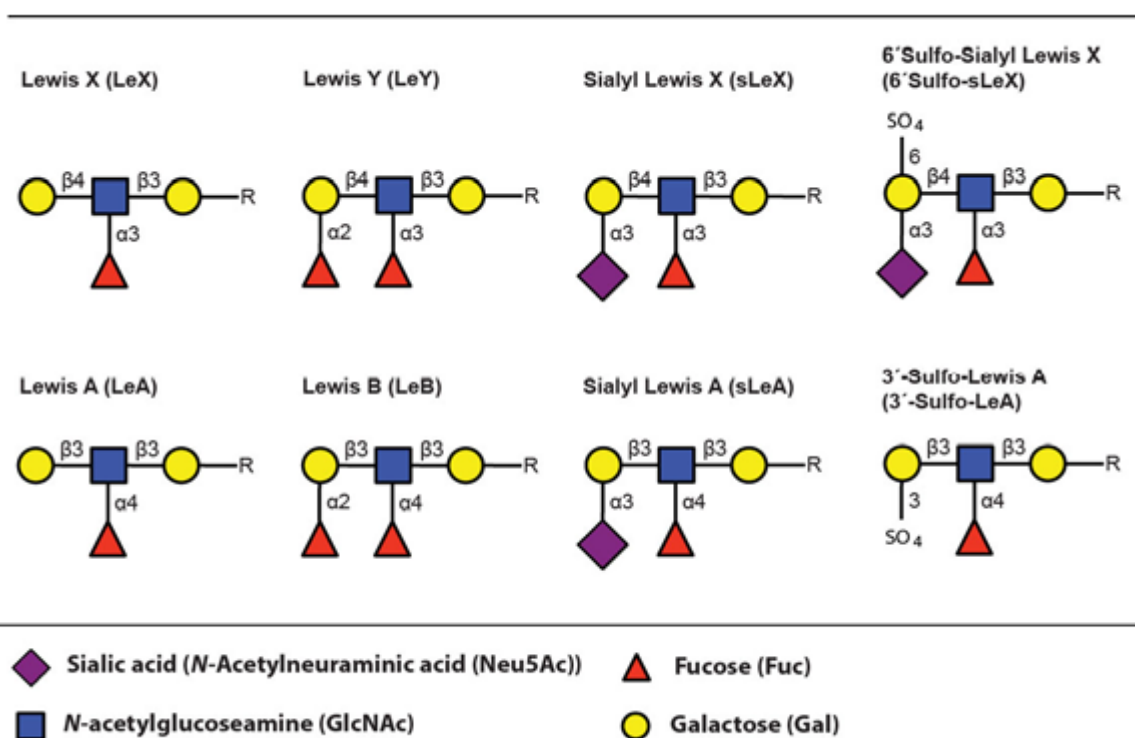 Lewis X (LeX)
Lewis Y (LeY)
Sialyl Lewis X (sLeX)
6´Sulfo-Sialyl Lewis X
(6´Sulfo-sLeX)
SO4
6
β4 β3 R
α3
β4 β3 R
α2 α3
β4 β3 R
α3 α3
β4 β3 R
α3 α3
Lewis A (LeA)
Lewis B (LeB)
Sialyl Lewis A (sLeA)
3´-Sulfo-Lewis A
(3´-Sulfo-LeA)
β3 β3 R
α4
β3 β3 R
α2 α4
β3 β3 R
α3 α4
β3 β3 R
3 α4
SO4
Sialic acid (N-Acetylneuraminic acid (Neu5Ac))
Fucose (Fuc)
N-acetylglucoseamine (GlcNAc)
Galactose (Gal)